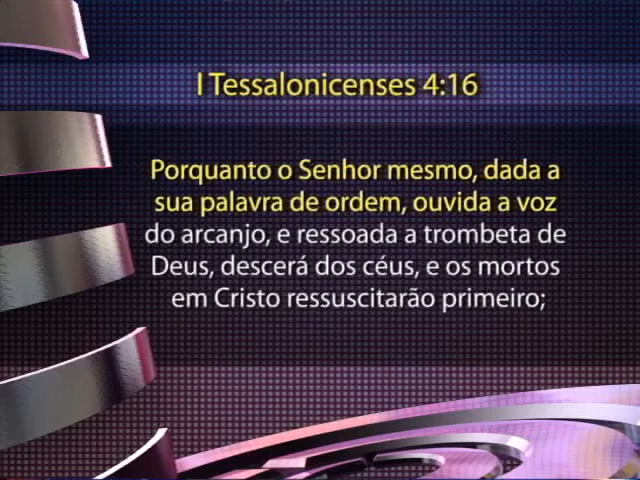 I Tessalonicenses 4:16
Porquanto o Senhor mesmo, dada a
sua palavra de ordem, ouvida a voz
do arcanjo, e ressoada a trombeta de
Deus, descerá dos céus, e os mortos
em Cristo ressuscitarão primeiro;